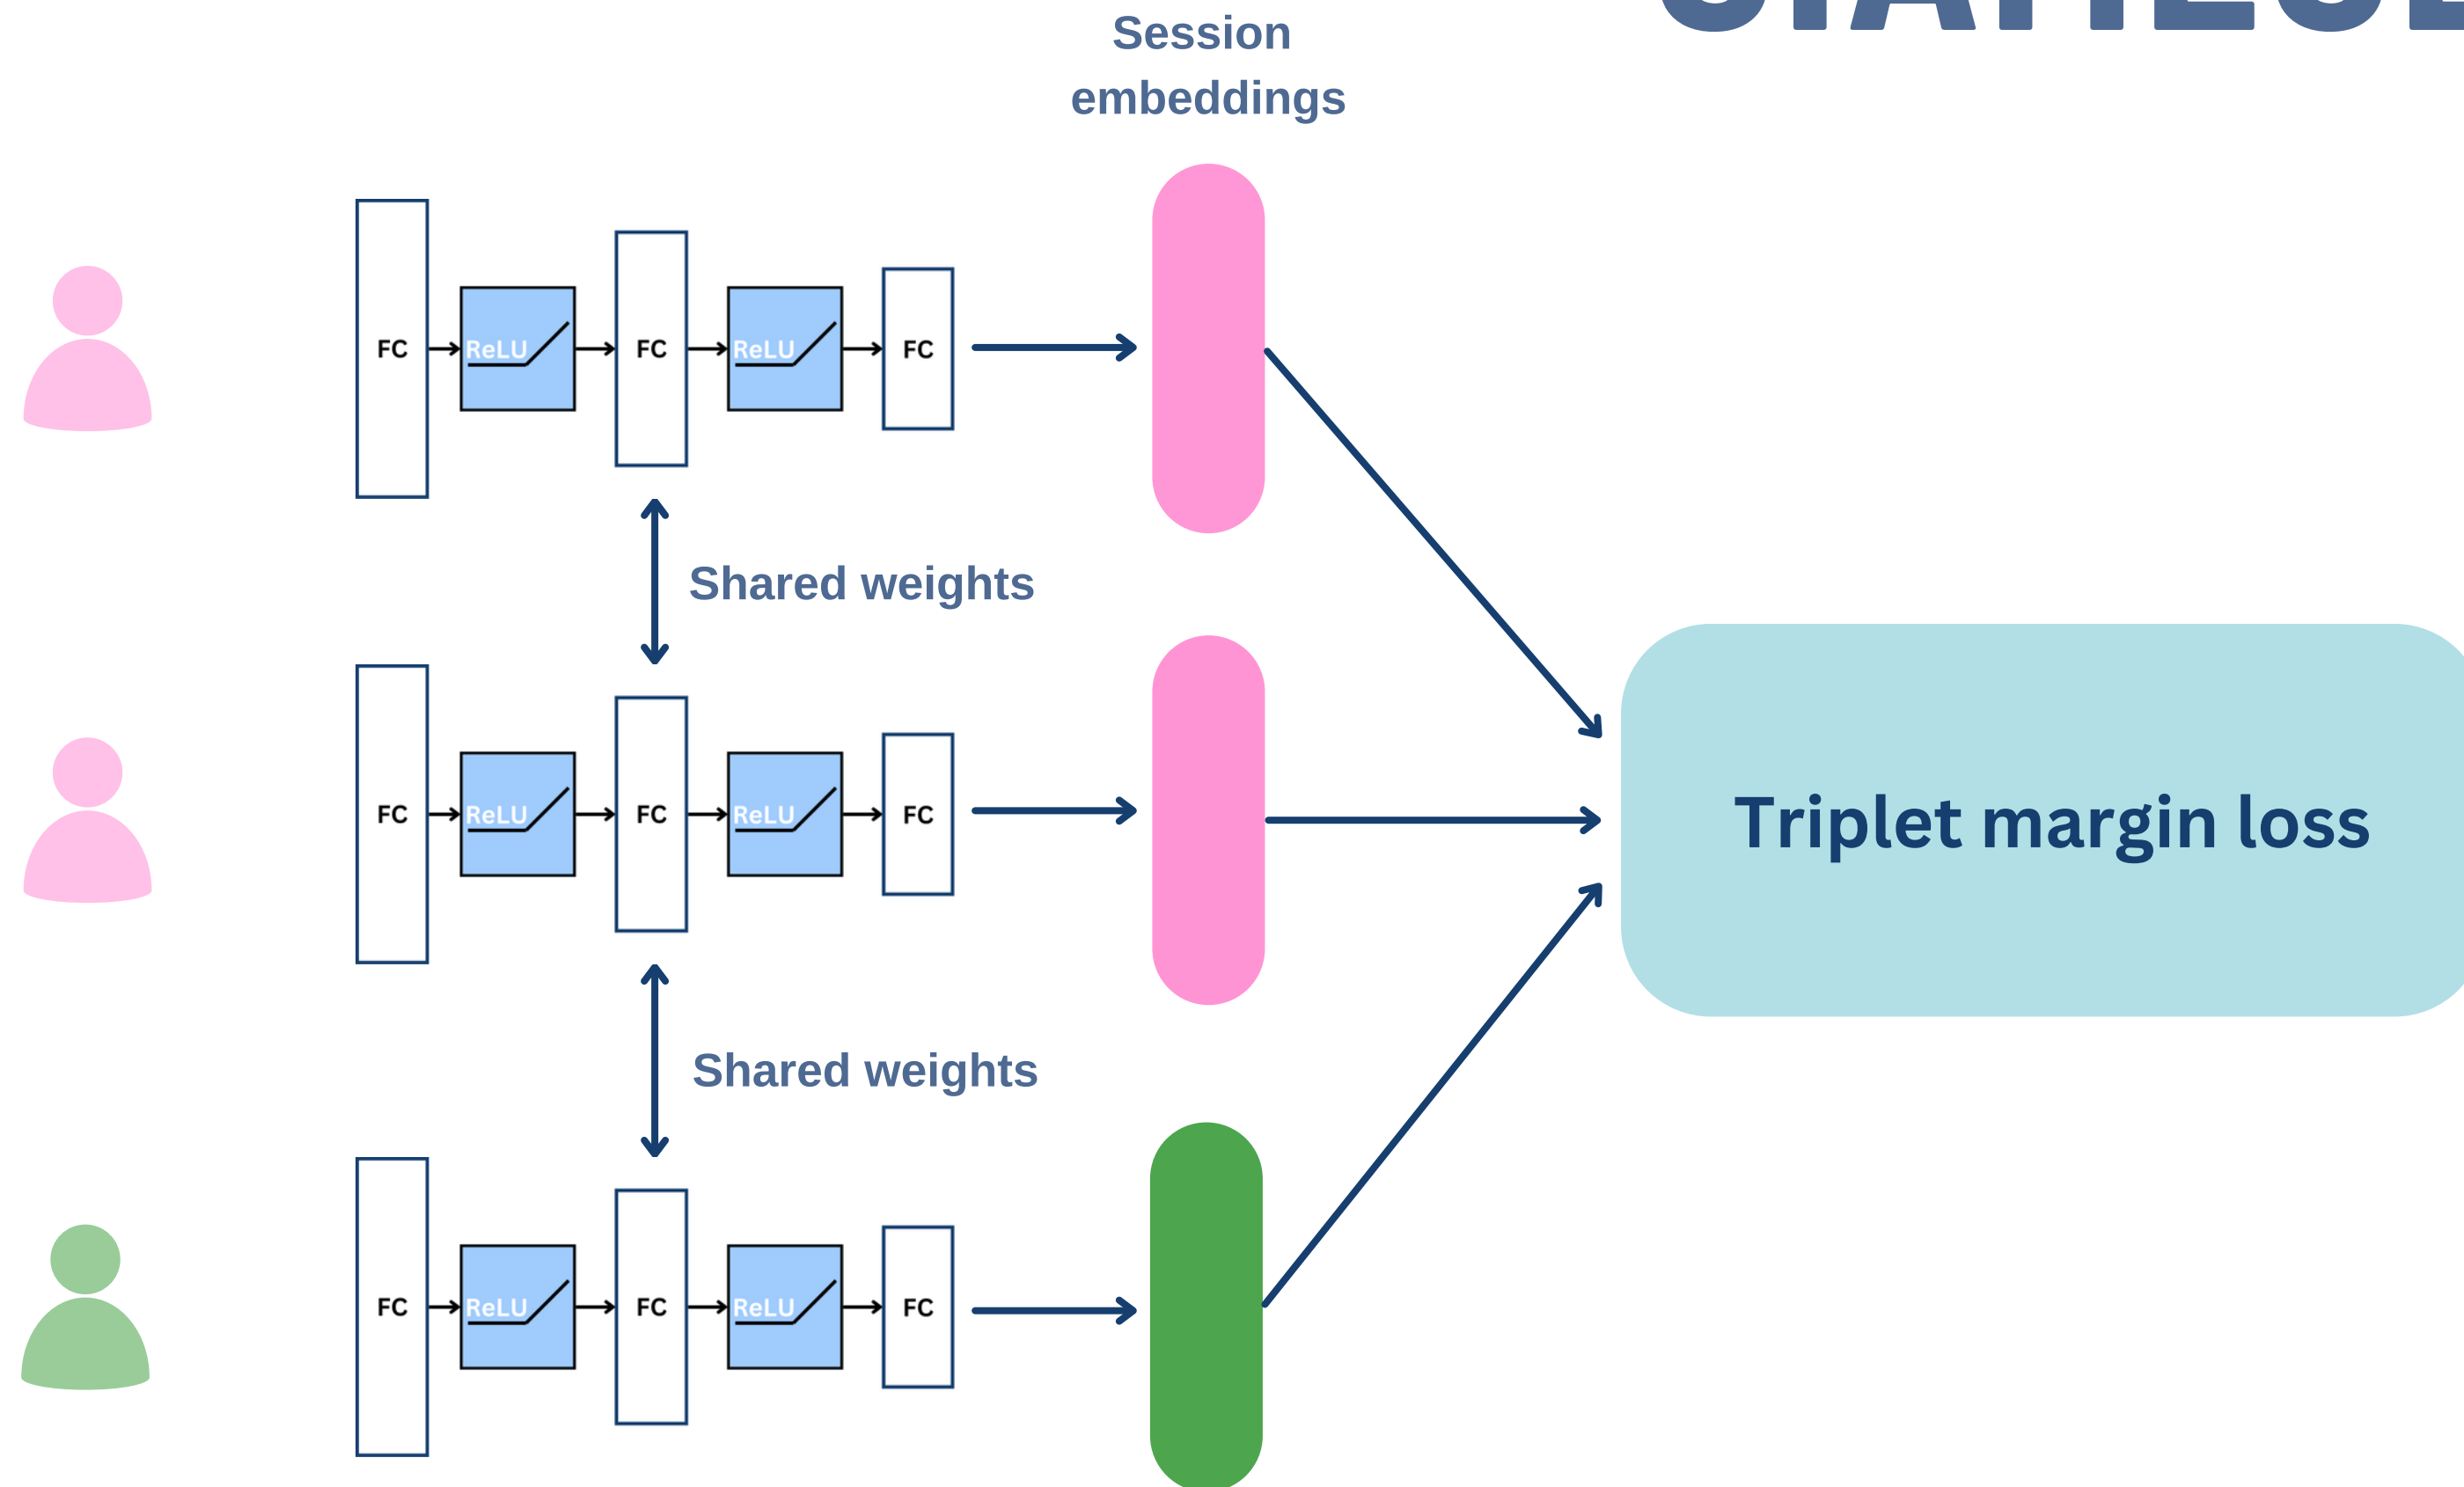 Session
embeddings
FC
ReLU
FC
ReLU
FC
Shared weights
FC
ReLU
FC
ReLU
FC
Triplet margin loss
Shared weights
FC
ReLU
FC
ReLU
FC